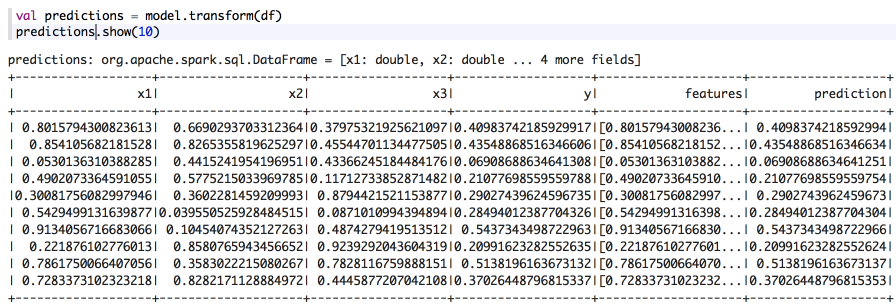 val predictions = model.transform(df)
predictions.show(10)
predictions: org.apache.spark.sql.DataFrame = [x1: double, x2: double ... 4 more fields]
+------------------+--------------------+-------------------+-------------------+--------------------+-------------------+
| x1| x2| x3| y| features| prediction|
+------------------+--------------------+-------------------+-------------------+--------------------+-------------------+
| 0.8015794300823613| 0.6690293703312364|0.37975321925621097|0.40983742185929917|[0.80157943008236...| 0.4098374218592994|
| 0.854105682181528| 0.8265355819625297|0.45544701134477505|0.43548868516346606|[0.85410568218152...|0.43548868516346634|
| 0.0530136310388285| 0.4415241954196951|0.43366245184484176|0.06908688634641308|[0.05301363103882...|0.06908688634641251|
| 0.4902073364591055| 0.5775215033969785|0.11712733852871482|0.21077698559559788|[0.49020733645910...|0.21077698559559754|
|0.30081756082997946| 0.3602281459209993| 0.8794421521153877|0.29027439624596735|[0.30081756082997...| 0.2902743962459673|
| 0.5429499131639877|0.039550525928484515| 0.0871010994394894|0.28494012387704326|[0.54294991316398...|0.28494012387704304|
| 0.9134056716683066| 0.10454074352127263| 0.4874279419513512| 0.5437343498722963|[0.91340567166830...| 0.5437343498722966|
| 0.221876102776013| 0.8580765943456652| 0.9239292043604319|0.20991623282552635|[0.22187610277601...|0.2099162328255262​4|
| 0.7861750066407056| 0.3583022215080267| 0.7828116759888151| 0.5138196163673132|[0.78617500664070...| 0.5138196163673137|
| 0.7283373102323218| 0.8282171128884972| 0.4445877207042108|0.37026448796815337|[0.72833731023232...|0.37026448796815353|